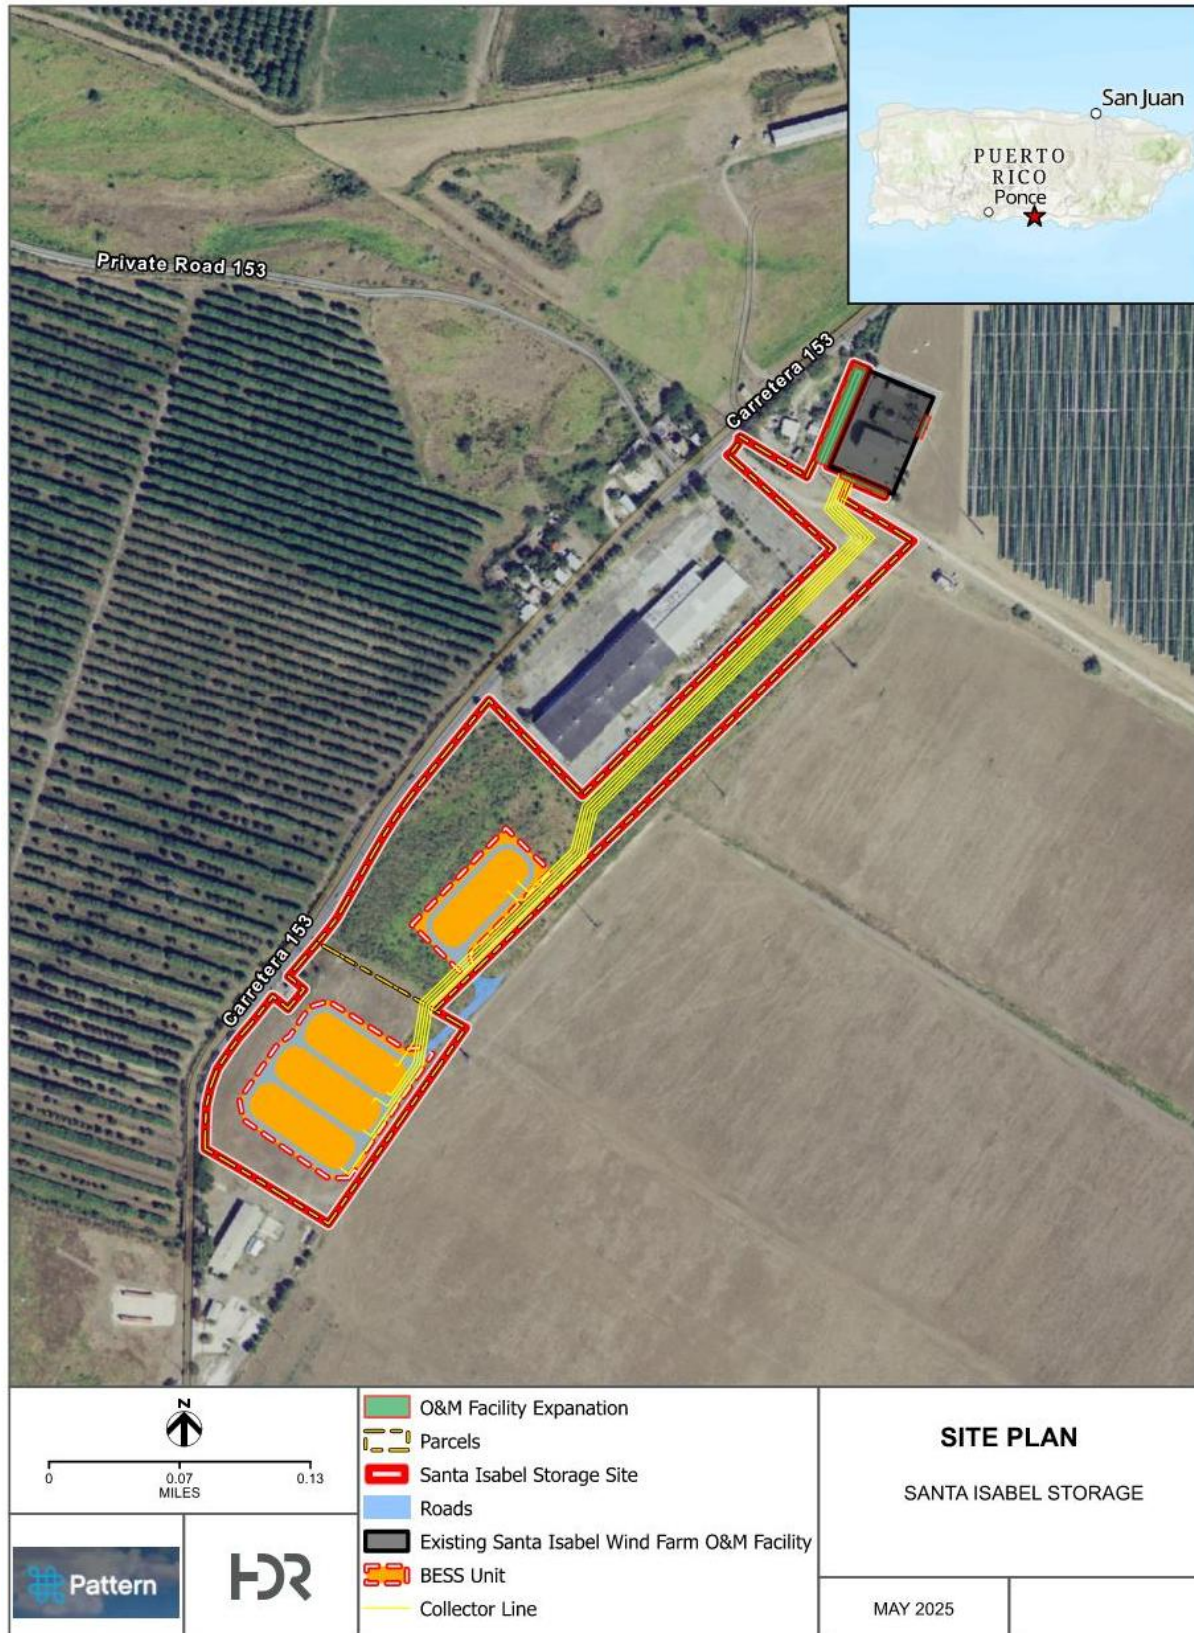 San Juan
PUERTO
RICO
Ponce
Private Road 153
Carretera 153
Carretera 153
N
0 0.07 0.13
MILES
Pattern
HDR
O&M Facility Expanation
Parcels
Santa Isabel Storage Site
Roads
Existing Santa Isabel Wind Farm O&M Facility
BESS Unit
Collector Line
SITE PLAN
SANTA ISABEL STORAGE
MAY 2025